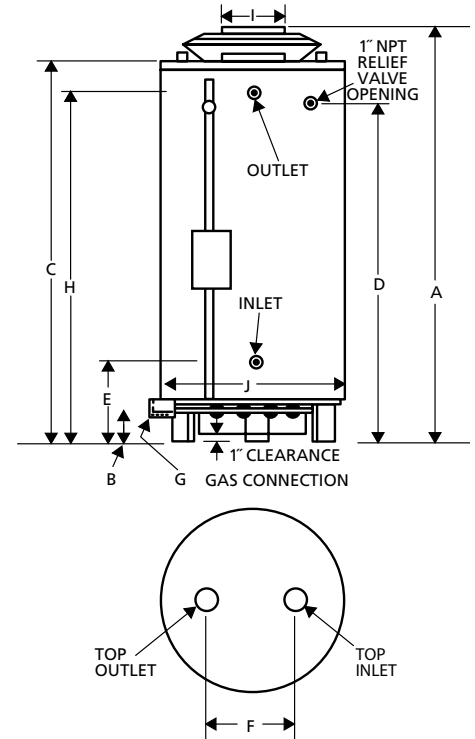 I
1˝ NPT
RELIEF
VALVE
OPENING
OUTLET
C
H
D
A
INLET
E
J
B
G
1˝ CLEARANCE
GAS CONNECTION
TOP
OUTLET
TOP
INLET
F